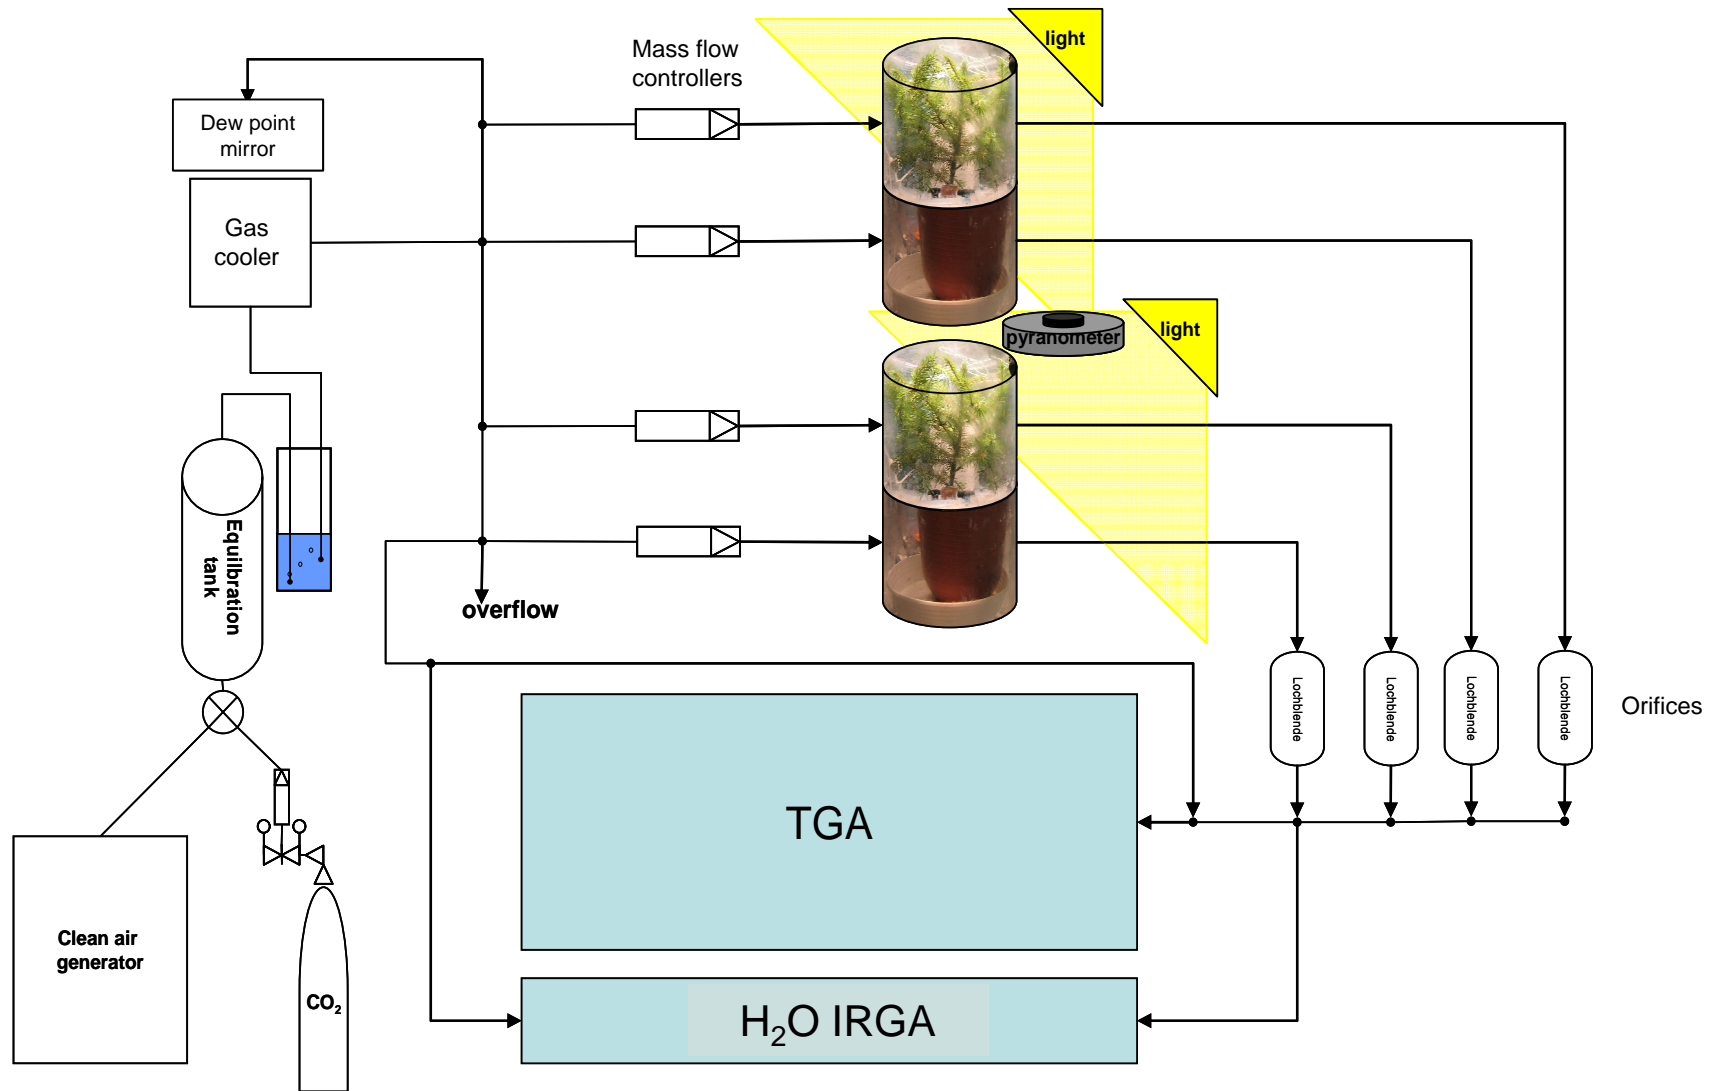 Mass flow
controllers
light
Dew point
mirror
Gas
cooler
light
pyranometer
Equilbration
tank
overflow
Lochblende
Lochblende
Lochblende
Lochblende
Orifices
TGA
Clean air
generator
CO₂
H₂O IRGA